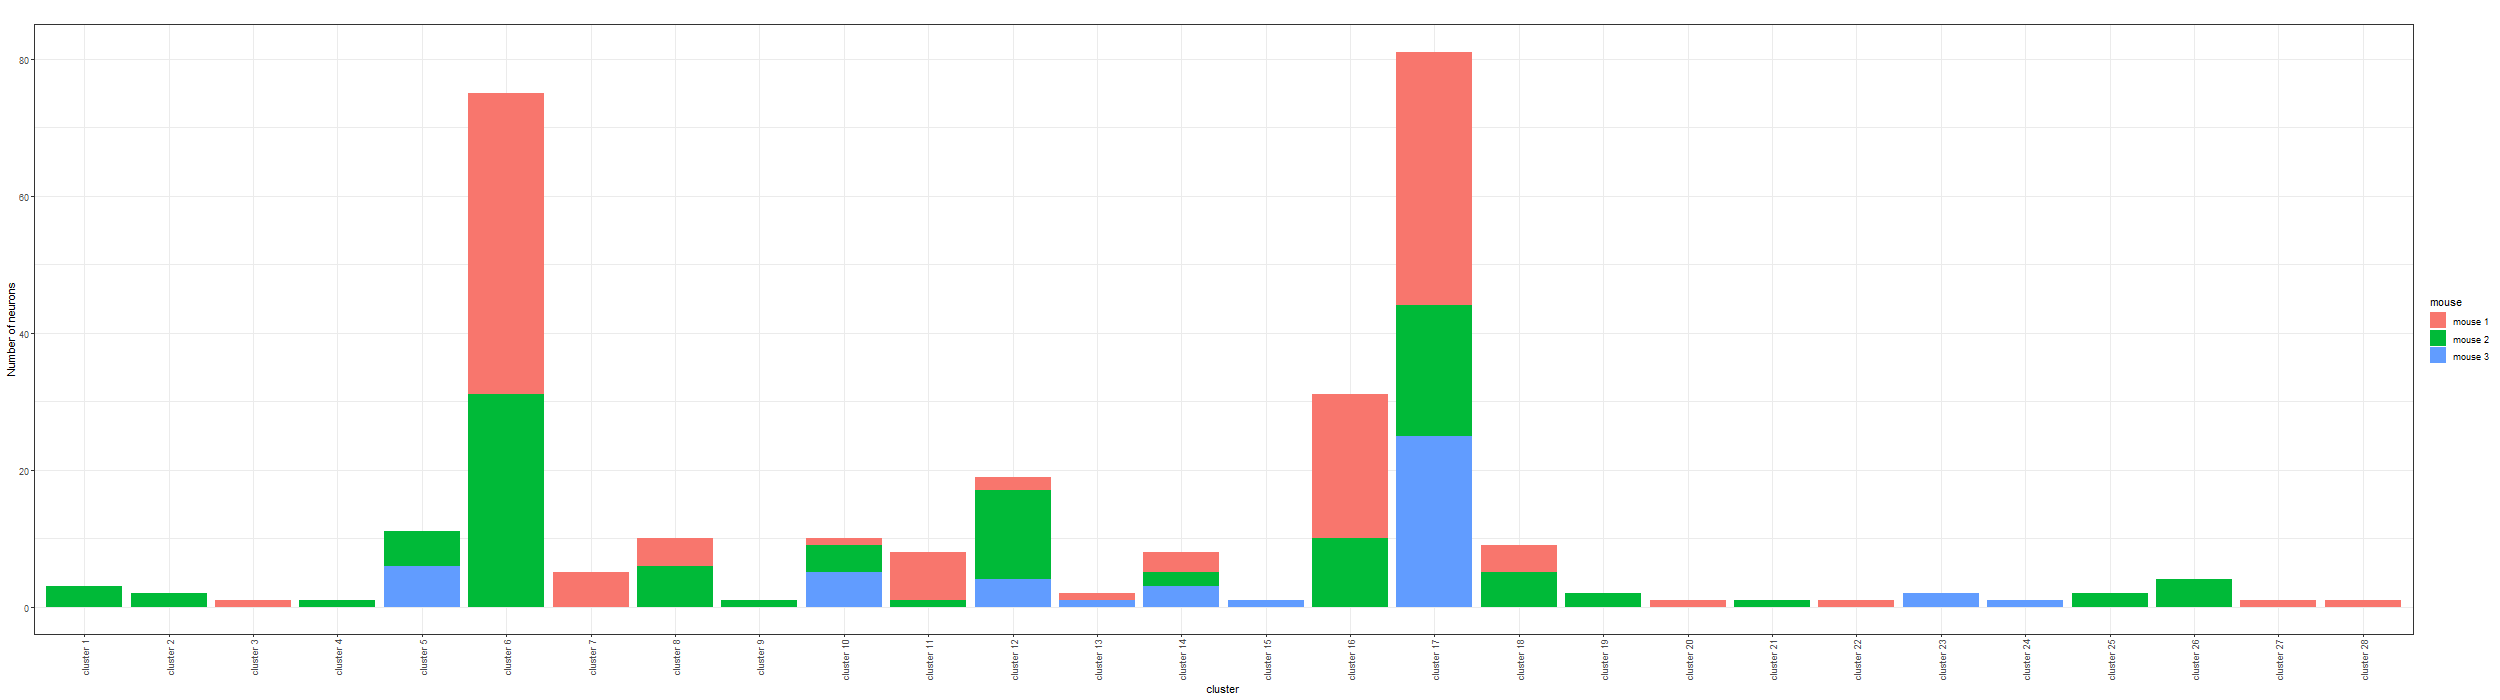 Number of neurons
80
60
40
20
0
cluster 1
cluster 2
cluster 3
cluster 4
cluster 5
cluster 6
cluster 7
cluster 8
cluster 9
cluster 10
cluster 11
cluster 12
cluster 13
cluster 14
cluster 15
cluster 16
cluster 17
cluster 18
cluster 19
cluster 20
cluster 21
cluster 22
cluster 23
cluster 24
cluster 25
cluster 26
cluster 27
cluster 28
cluster
mouse
mouse 1
mouse 2
mouse 3